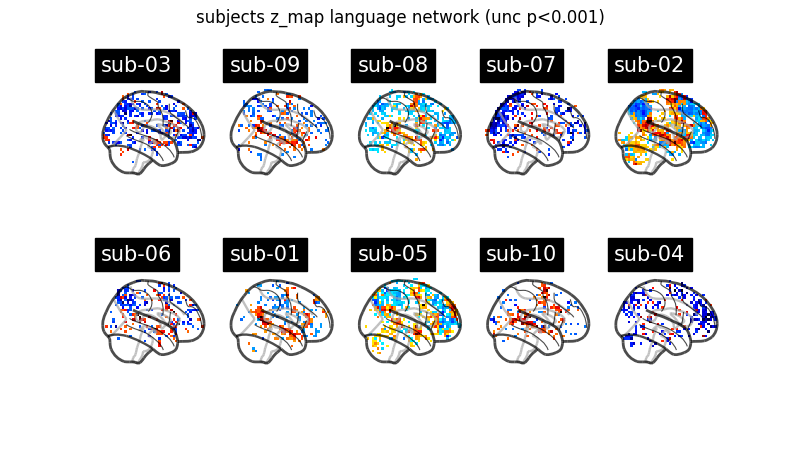 subjects z_map language network (unc p<0.001)
sub-03 sub-09 sub-08 sub-07 sub-02
sub-06 sub-01 sub-05 sub-10 sub-04